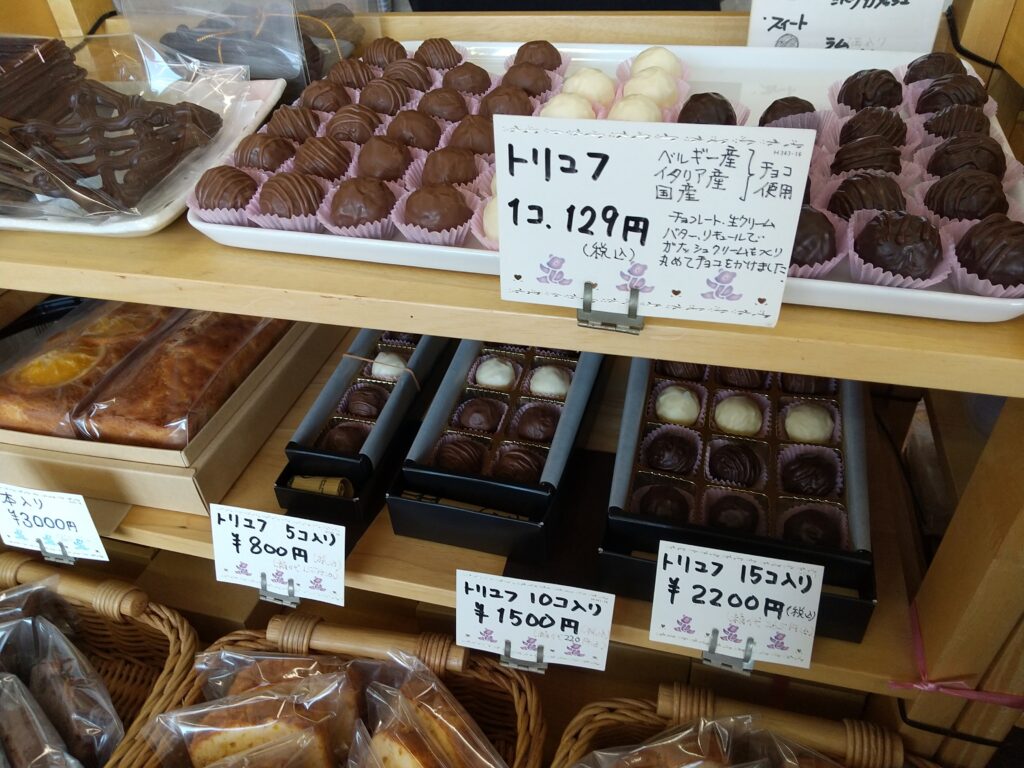 スイート
ラム
トリュフ
1コ.129円
(税込)
ベルギー産
イタリア産
国産
チョコ
使用
チョコレート、生クリーム
バター、リキュールで
ガナッシュクリームをつくり
丸めてチョコをかけました
本入り
¥3000円
トリュフ 5コ入り
¥800円
トリュフ 10コ入り
¥1500円
220円
トリュフ 15コ入り
¥2200円(税込)